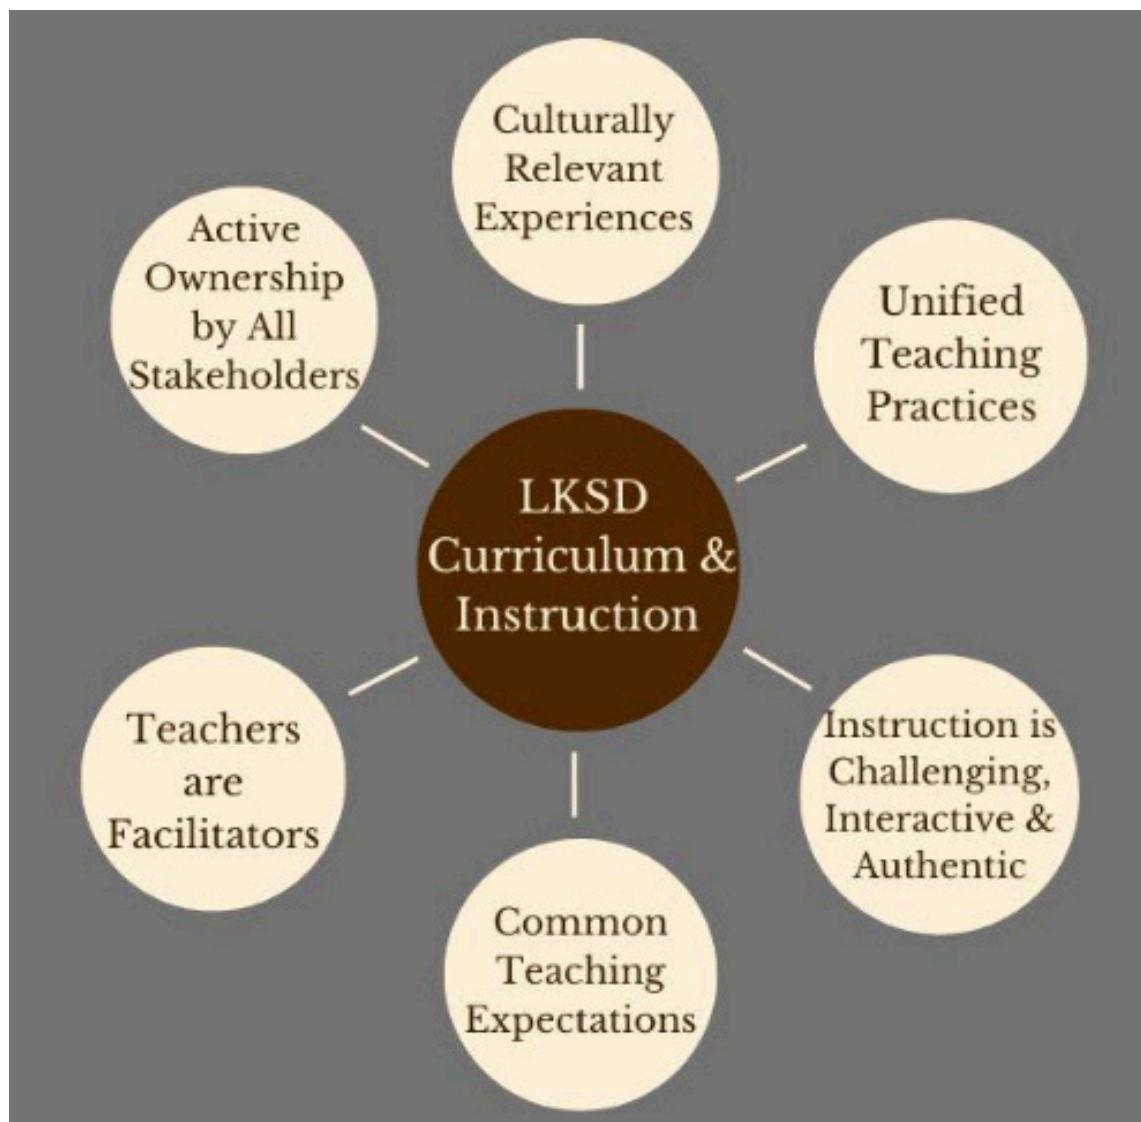 Culturally
Relevant
Experiences
Active
Ownership
by All
Stakeholders
Unified
Teaching
Practices
LKSD
Curriculum &
Instruction
Teachers
are
Facilitators
Instruction is
Challenging,
Interactive &
Authentic
Common
Teaching
Expectations